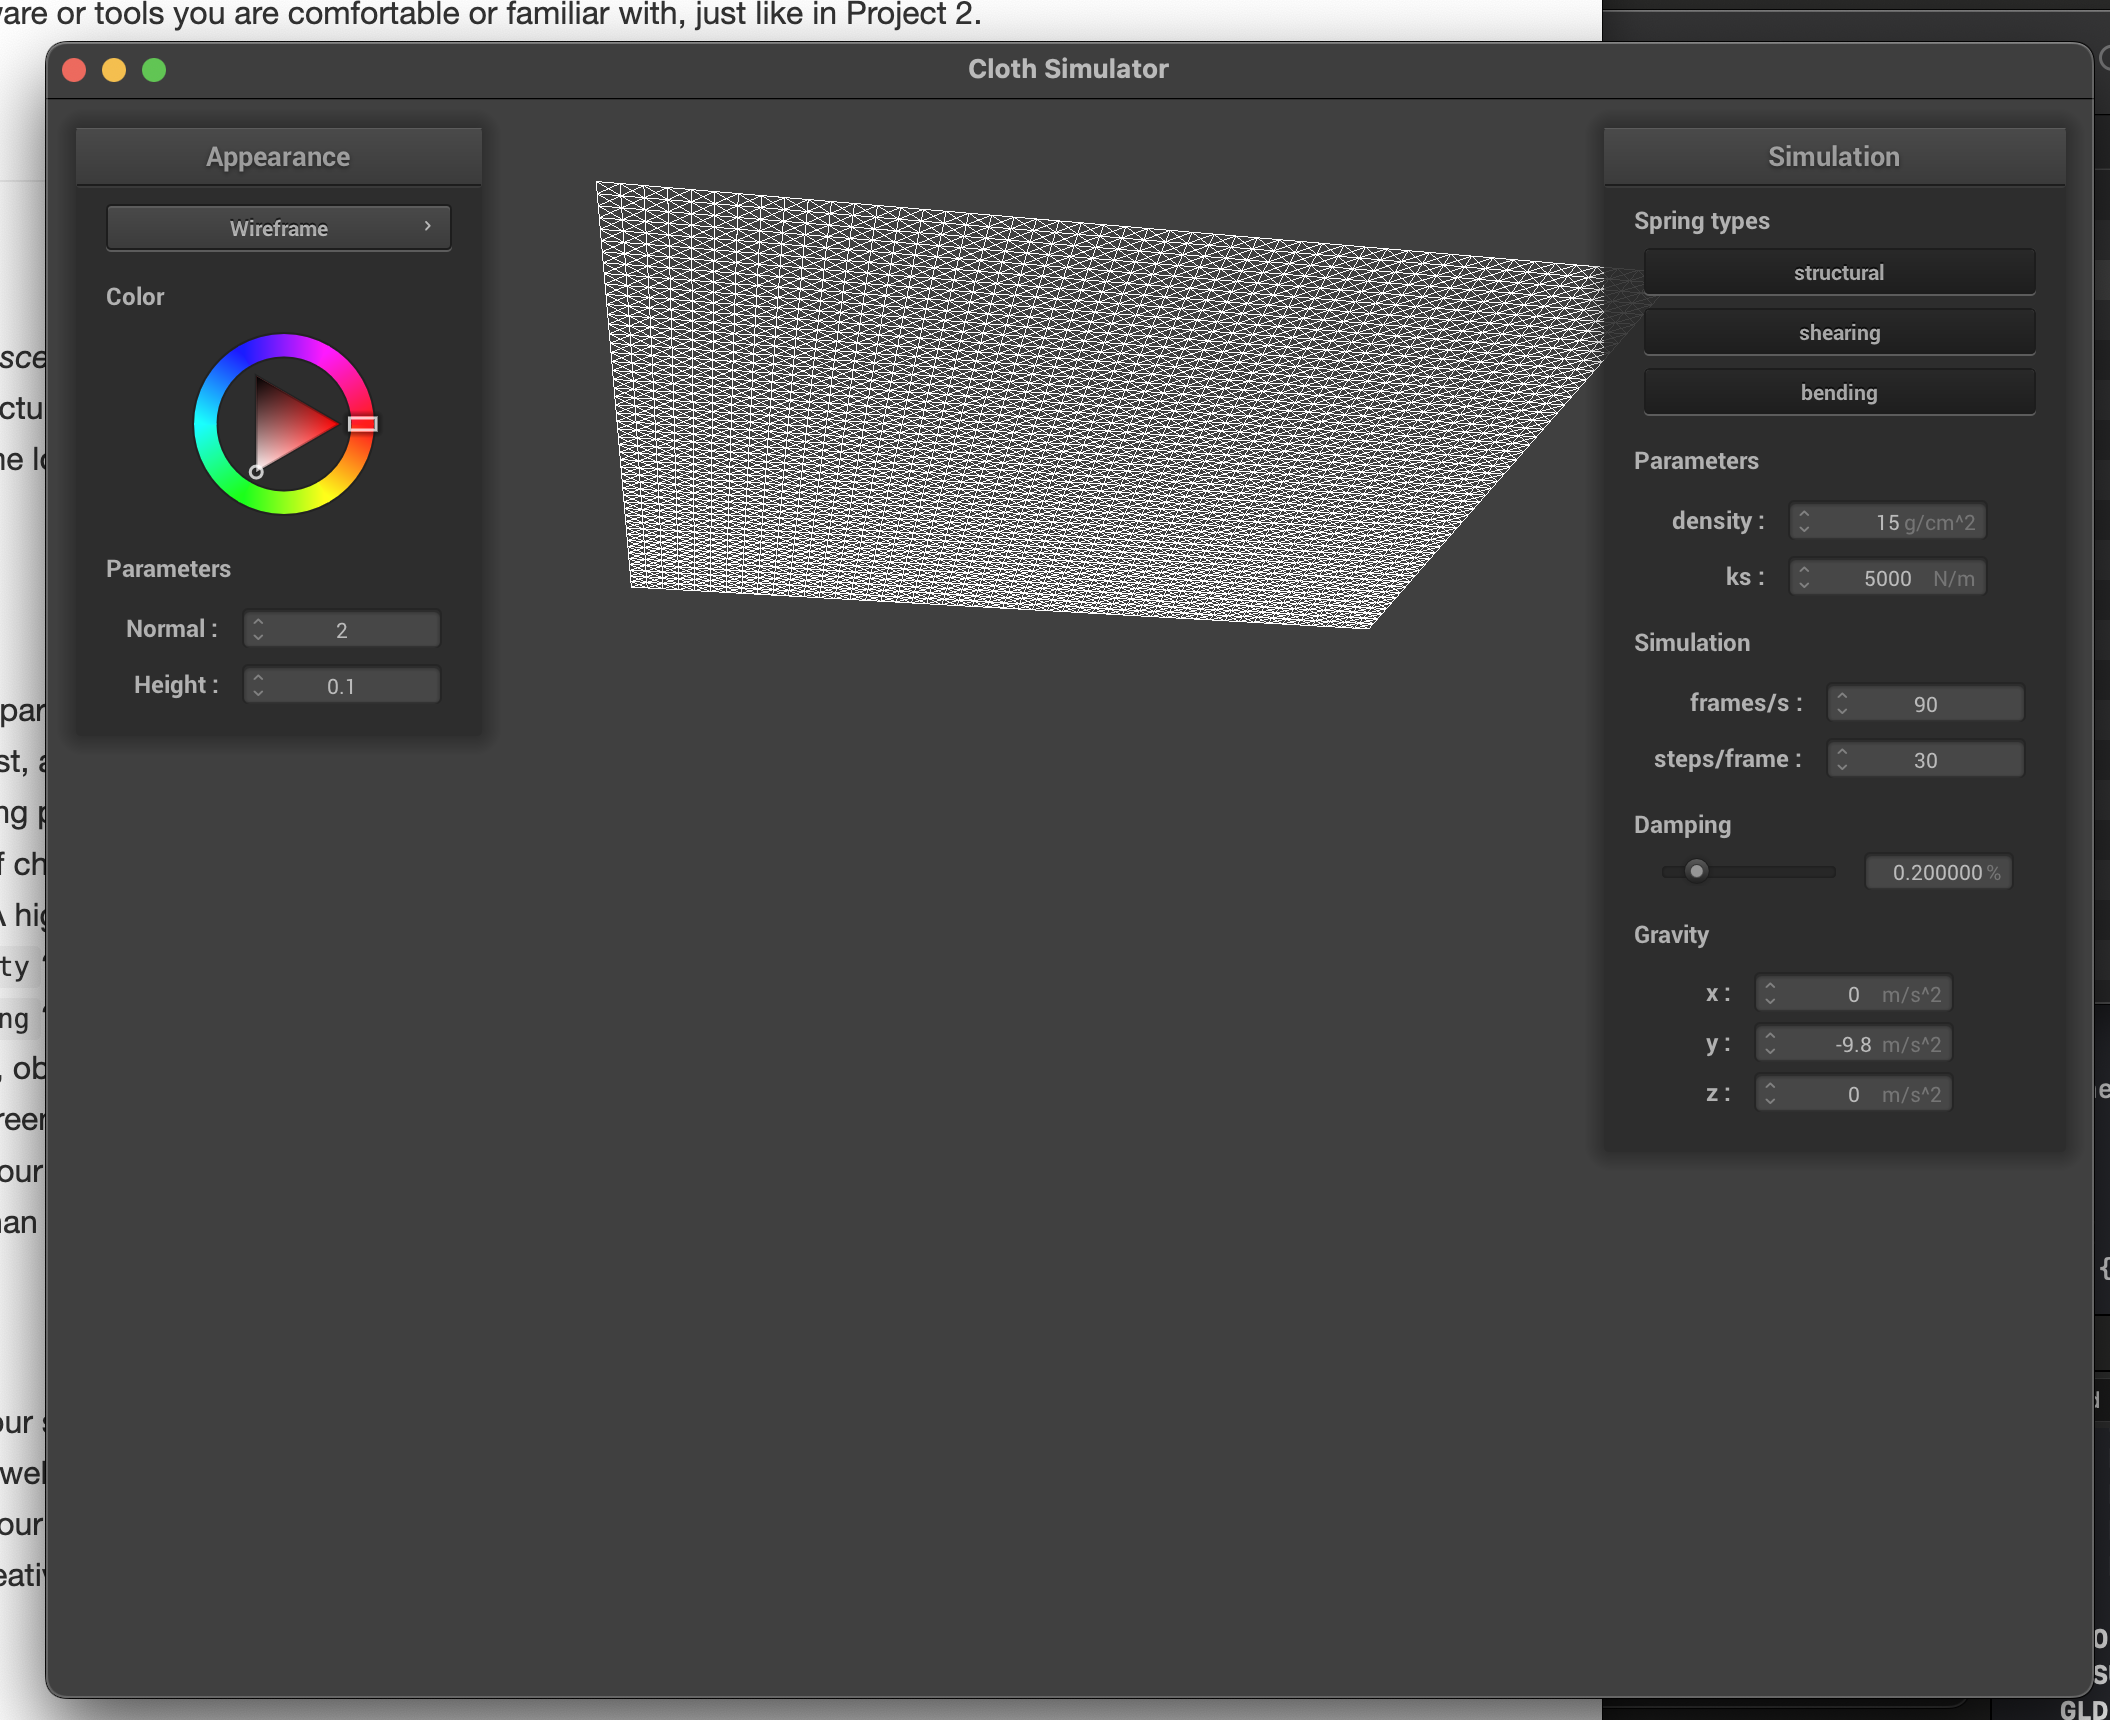 are or tools you are comfortable or familiar with, just like in Project 2.
Cloth Simulator
Appearance
Wireframe
Color
Parameters
Normal : 2
Height : 0.1
Simulation
Spring types
structural
shearing
bending
Parameters
density : 15 g/cm^2
ks : 5000 N/m
Simulation
frames/s : 90
steps/frame : 30
Damping
0.200000 %
Gravity
x : 0 m/s^2
y : -9.8 m/s^2
z : 0 m/s^2
sce
ctu
par
st,
ng
ch
ty
ng
, ob
reer
our
an
our
wel
our
eati
{
GLD